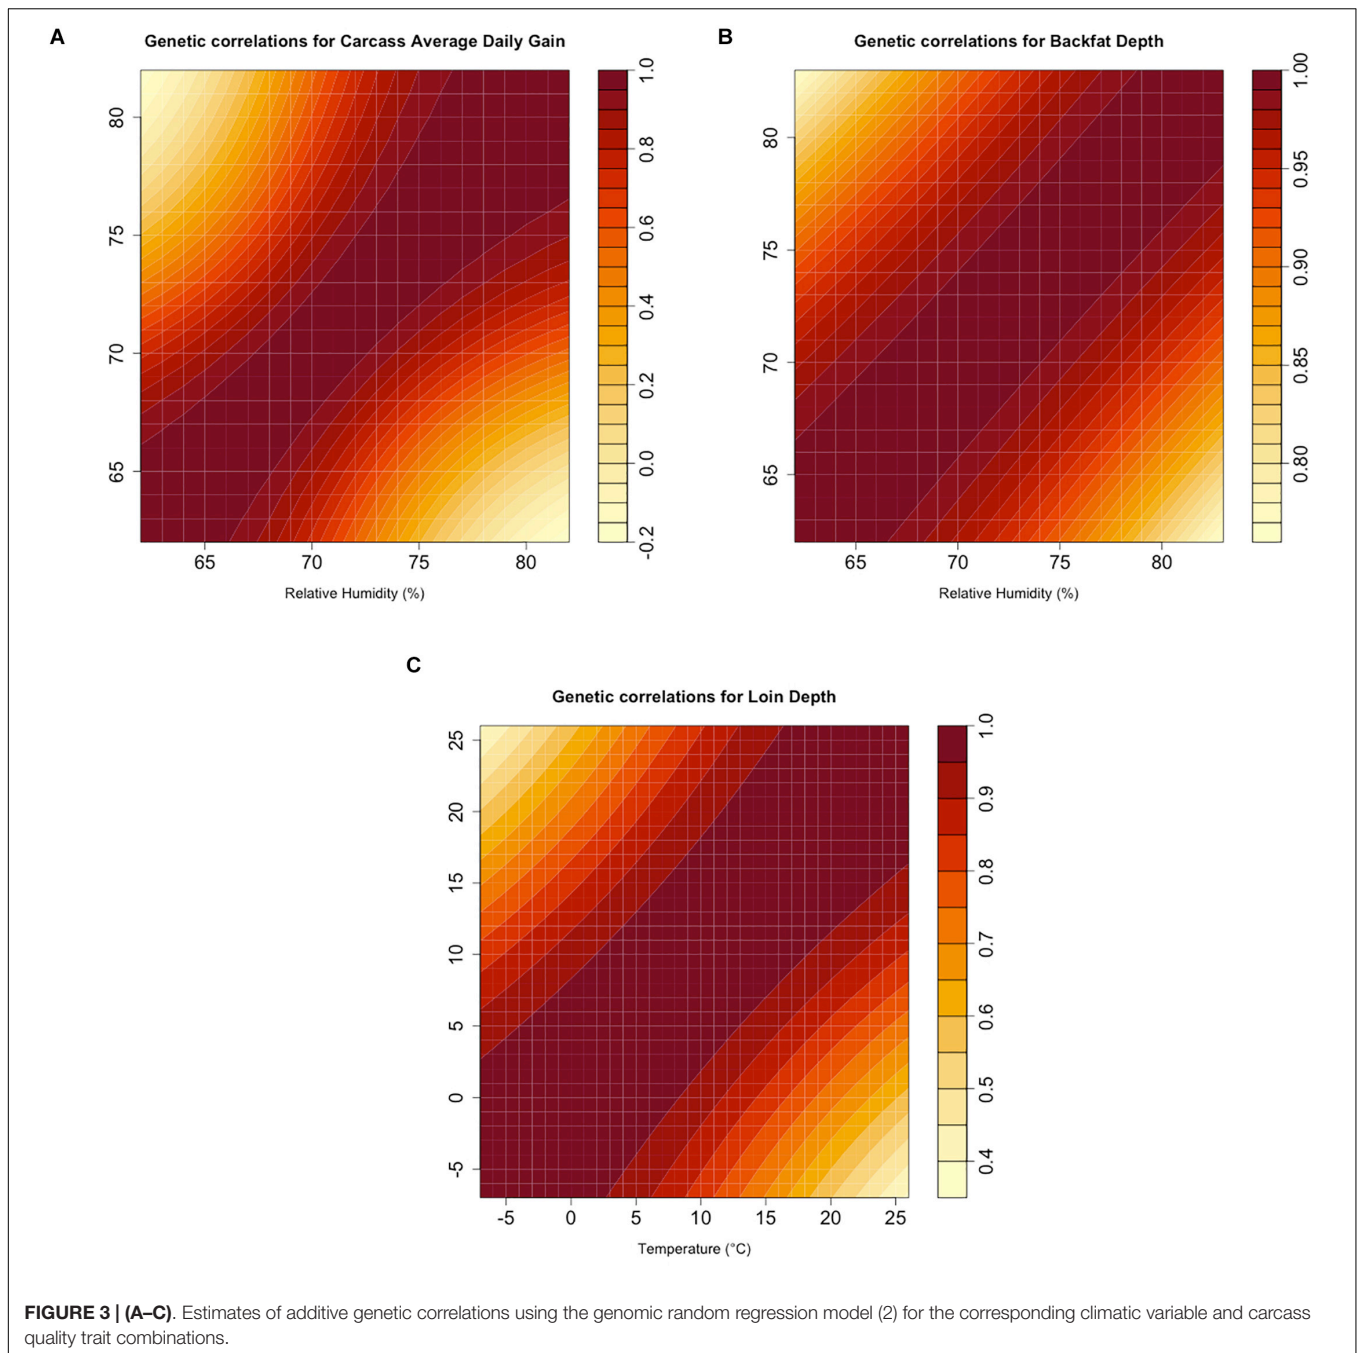 A
Genetic correlations for Carcass Average Daily Gain
80
75
70
65
65 70 75 80
Relative Humidity (%)
1.0
0.8
0.6
0.4
0.2
0.0
-0.2
B
Genetic correlations for Backfat Depth
80
75
70
65
65 70 75 80
Relative Humidity (%)
1.00
0.95
0.90
0.85
0.80
C
Genetic correlations for Loin Depth
25
20
15
10
5
0
-5
-5 0 5 10 15 20 25
Temperature (°C)
1.0
0.9
0.8
0.7
0.6
0.5
0.4
FIGURE 3 | (A–C). Estimates of additive genetic correlations using the genomic random regression model (2) for the corresponding climatic variable and carcass
quality trait combinations.